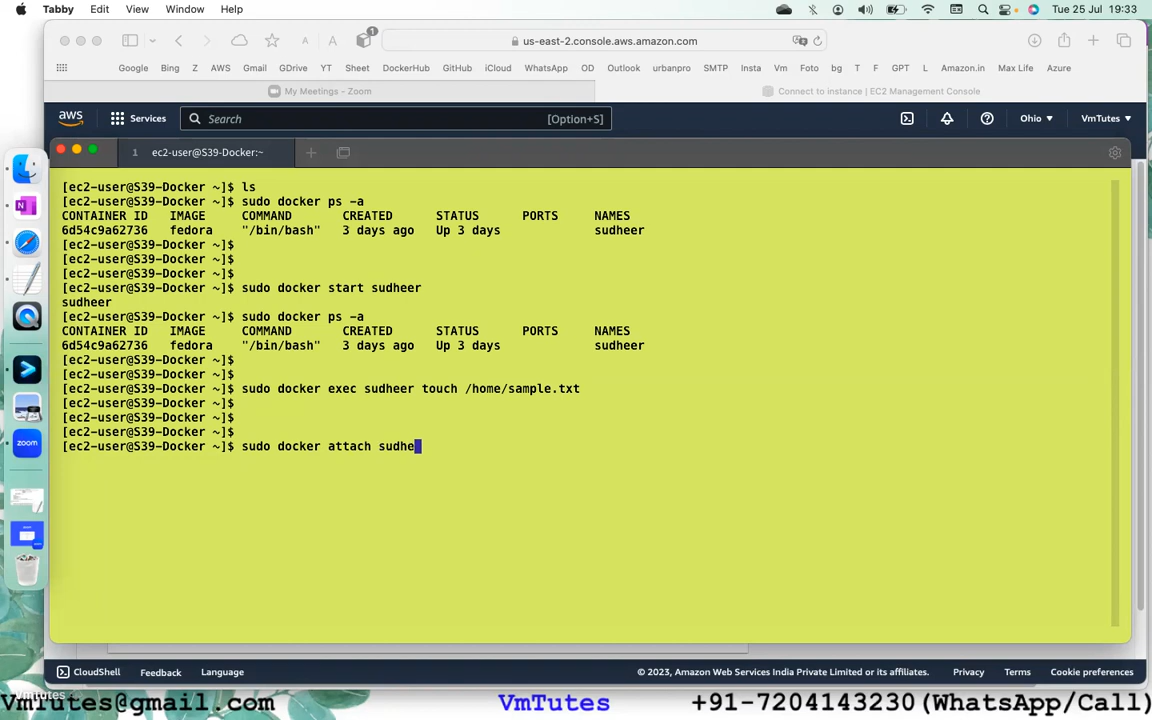 Tabby Edit View Window Help Tue 25 Jul 19:33
us-east-2.console.aws.amazon.com
Google Bing Z AWS Gmail GDrive YT Sheet DockerHub GitHub iCloud WhatsApp OD Outlook urbanpro SMTP Insta Vm Foto bg T F GPT L Amazon.in Max Life Azure
My Meetings - Zoom Connect to instance | EC2 Management Console
aws Services Search [Option+S] Ohio VmTutes
1 ec2-user@S39-Docker:~
[ec2-user@S39-Docker ~]$ ls
[ec2-user@S39-Docker ~]$ sudo docker ps -a
CONTAINER ID IMAGE COMMAND CREATED STATUS PORTS NAMES
6d54c9a62736 fedora "/bin/bash" 3 days ago Up 3 days sudheer
[ec2-user@S39-Docker ~]$
[ec2-user@S39-Docker ~]$
[ec2-user@S39-Docker ~]$
[ec2-user@S39-Docker ~]$ sudo docker start sudheer
sudheer
[ec2-user@S39-Docker ~]$ sudo docker ps -a
CONTAINER ID IMAGE COMMAND CREATED STATUS PORTS NAMES
6d54c9a62736 fedora "/bin/bash" 3 days ago Up 3 days sudheer
[ec2-user@S39-Docker ~]$
[ec2-user@S39-Docker ~]$
[ec2-user@S39-Docker ~]$ sudo docker exec sudheer touch /home/sample.txt
[ec2-user@S39-Docker ~]$
[ec2-user@S39-Docker ~]$
[ec2-user@S39-Docker ~]$
[ec2-user@S39-Docker ~]$ sudo docker attach sudhe
zoom
CloudShell Feedback Language © 2023, Amazon Web Services India Private Limited or its affiliates. Privacy Terms Cookie preferences
VmTutes
VmTutes@gmail.com VmTutes +91-7204143230(WhatsApp/Call)